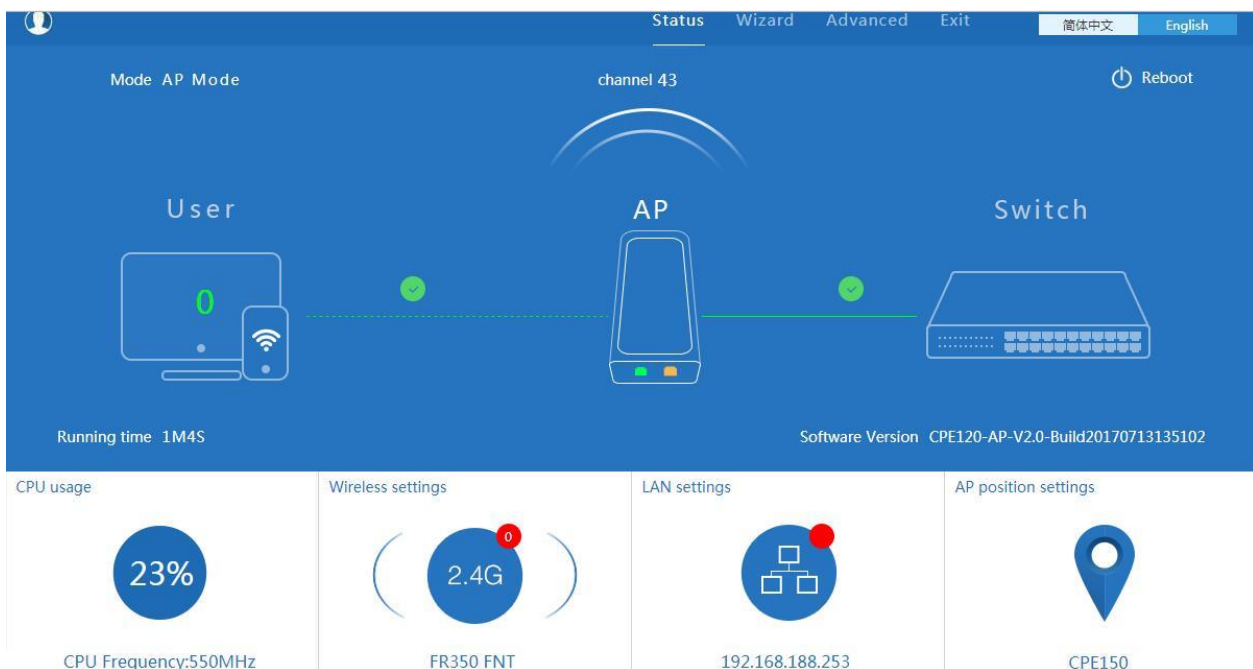 Status Wizard Advanced Exit 简体中文 English
Mode AP Mode channel 43 Reboot
User AP Switch
0
Running time 1M4S Software Version CPE120-AP-V2.0-Build20170713135102
CPU usage Wireless settings LAN settings AP position settings
0
23% 2.4G
CPU Frequency:550MHz FR350 FNT 192.168.188.253 CPE150